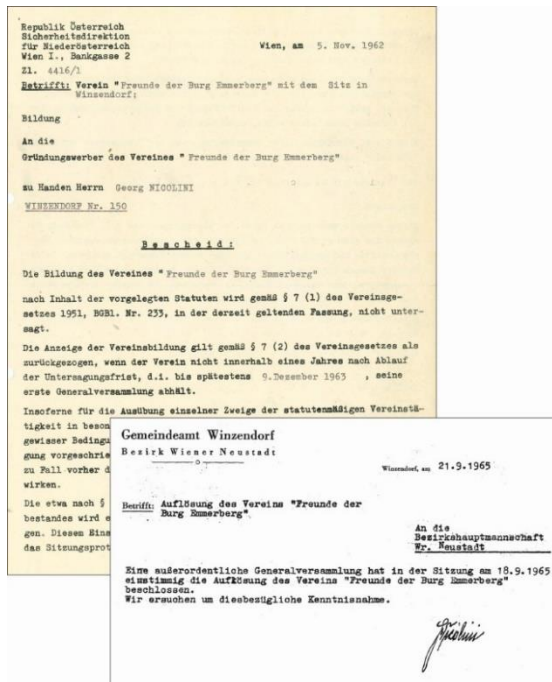 Republik Österreich
Sicherheitsdirektion
für Niederösterreich
Wien I., Bankgasse 2
Wien, am 5. Nov. 1962
Zl. 4416/1
Betrifft: Verein "Freunde der Burg Emmerberg" mit dem Sitz in
Winzendorf;
Bildung
An die
Gründungswerber des Vereines " Freunde der Burg Emmerberg"
zu Handen Herrn Georg NICOLINI
WINZENDORF Nr. 150
Bescheid:
Die Bildung des Vereines " Freunde der Burg Emmerberg"
nach Inhalt der vorgelegten Statuten wird gemäß § 7 (1) des Vereinsge-
setzes 1951, BGBl. Nr. 233, in der derzeit geltenden Fassung, nicht unter-
sagt.
Die Anzeige der Vereinsbildung gilt gemäß § 7 (2) des Vereinsgesetzes als
zurückgezogen, wenn der Verein nicht innerhalb eines Jahres nach Ablauf
der Untersagungsfrist, d.i. bis spätestens 9.Dezember 1963 , seine
erste Generalversammlung abhält.
Insoferne für die Ausübung einzelner Zweige der statutenmäßigen Vereinstä-
tigkeit in beson
gewisser Bedingu
gung vorgeschrie
zu Fall vorher d
wirken.
Die etwa nach §
bestandes wird e
gen. Diesem Eins
das Sitzungsprot
Gemeindeamt Winzendorf
Bezirk Wiener Neustadt
Winzendorf, am 21.9.1965
Betrifft: Auflösung des Vereins "Freunde der
Burg Emmerberg".
An die
Bezirkshauptmannschaft
Wr. Neustadt
Eine außerordentliche Generalversammlung hat in der Sitzung am 18.9.1965
einstimmig die Auflösung des Vereins "Freunde der Burg Emmerberg"
beschlossen.
Wir ersuchen um diesbezügliche Kenntnisnahme.
Nicolini